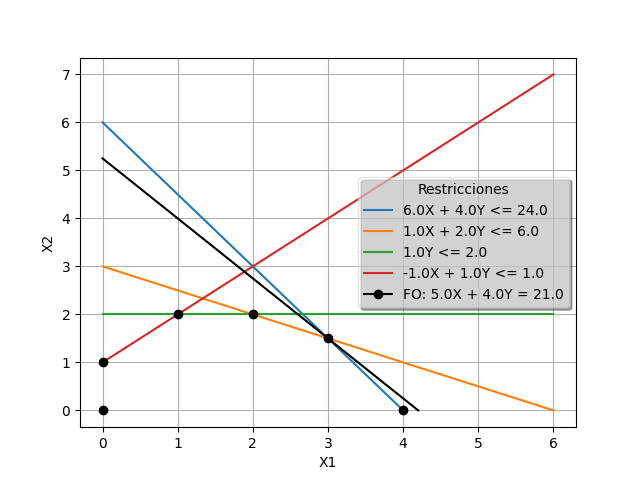 7
6
5
4
3
2
1
0
X2
Restricciones
6.0X + 4.0Y <= 24.0
1.0X + 2.0Y <= 6.0
1.0Y <= 2.0
-1.0X + 1.0Y <= 1.0
FO: 5.0X + 4.0Y = 21.0
0 1 2 3 4 5 6
X1